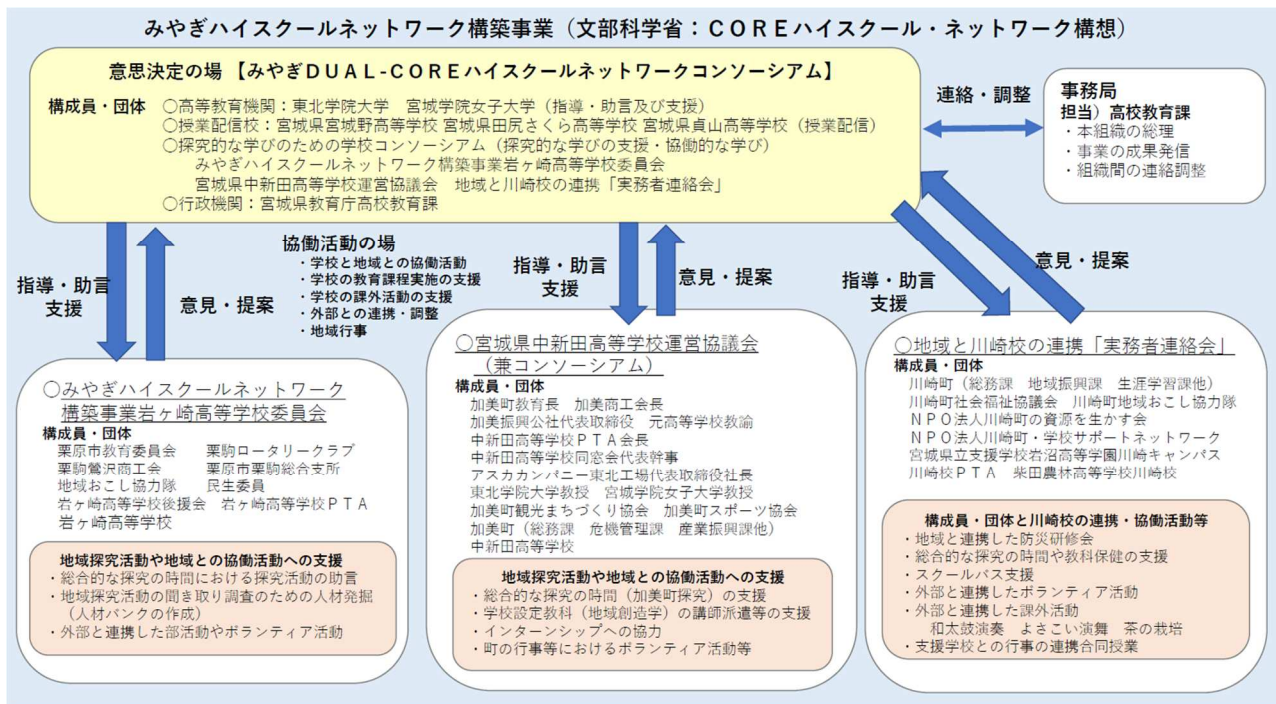 みやぎハイスクールネットワーク構築事業（文部科学省：ＣＯＲＥハイスクール・ネットワーク構想）
意思決定の場 【みやぎＤＵＡＬ-ＣＯＲＥハイスクールネットワークコンソーシアム】
構成員・団体 ○高等教育機関：東北学院大学　宮城学院女子大学（指導・助言及び支援）
○授業配信校：宮城県宮城野高等学校 宮城県田尻さくら高等学校 宮城県貞山高等学校（授業配信）
○探究的な学びのための学校コンソーシアム（探究的な学びの支援・協働的な学び）
みやぎハイスクールネットワーク構築事業岩ヶ崎高等学校委員会
宮城県中新田高等学校運営協議会　地域と川崎校の連携「実務者連絡会」
○行政機関：宮城県教育庁高校教育課
連絡・調整
事務局
担当）高校教育課
・本組織の総理
・事業の成果発信
・組織間の連絡調整
指導・助言
支援
意見・提案
協働活動の場
・学校と地域との協働活動
・学校の教育課程実施の支援
・学校の課外活動の支援
・外部との連携・調整
・地域行事
指導・助言
支援
意見・提案
指導・助言
支援
意見・提案
○みやぎハイスクールネットワーク
構築事業岩ヶ崎高等学校委員会
構成員・団体
栗原市教育委員会　栗駒ロータリークラブ
栗駒鶯沢商工会　栗原市栗駒総合支所
地域おこし協力隊　民生委員
岩ヶ崎高等学校後援会　岩ヶ崎高等学校ＰＴＡ
岩ヶ崎高等学校
地域探究活動や地域との協働活動への支援
・総合的な探究の時間における探究活動の助言
・地域探究活動の聞き取り調査のための人材発掘
（人材バンクの作成）
・外部と連携した部活動やボランティア活動
○宮城県中新田高等学校運営協議会
（兼コンソーシアム）
構成員・団体
加美町教育長　加美商工会長
加美振興公社代表取締役　元高等学校教諭
中新田高等学校ＰＴＡ会長
中新田高等学校同窓会代表幹事
アスカカンパニー東北工場代表取締役社長
東北学院大学教授　宮城学院女子大学教授
加美町観光まちづくり協会　加美町スポーツ協会
加美町（総務課　危機管理課　産業振興課他）
中新田高等学校
地域探究活動や地域との協働活動への支援
・総合的な探究の時間（加美町探究）の支援
・学校設定教科（地域創造学）の講師派遣等の支援
・インターンシップへの協力
・町の行事等におけるボランティア活動等
○地域と川崎校の連携「実務者連絡会」
構成員・団体
川崎町（総務課　地域振興課　生涯学習課他）
川崎町社会福祉協議会　川崎町地域おこし協力隊
ＮＰＯ法人川崎町の資源を生かす会
ＮＰＯ法人川崎町・学校サポートネットワーク
宮城県立支援学校岩沼高等学園川崎キャンパス
川崎校ＰＴＡ　柴田農林高等学校川崎校
構成員・団体と川崎校の連携・協働活動等
・地域と連携した防災研修会
・総合的な探究の時間や教科保健の支援
・スクールバス支援
・外部と連携したボランティア活動
・外部と連携した課外活動
和太鼓演奏　よさこい演舞　茶の栽培
・支援学校との行事の連携合同授業